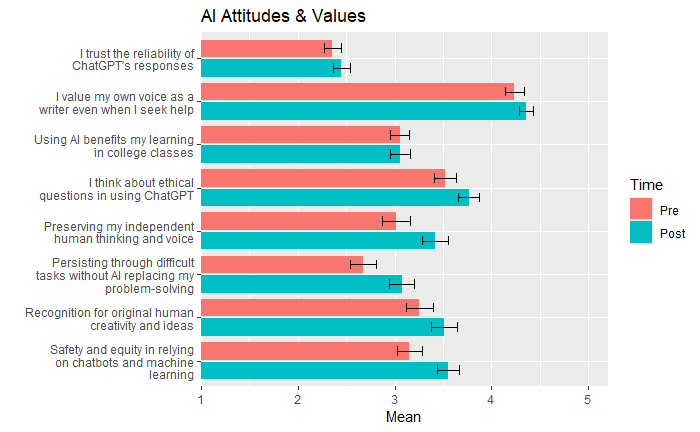 AI Attitudes & Values
I trust the reliability of
ChatGPT's responses
I value my own voice as a
writer even when I seek help
Using AI benefits my learning
in college classes
I think about ethical
questions in using ChatGPT
Preserving my independent
human thinking and voice
Persisting through difficult
tasks without AI replacing my
problem-solving
Recognition for original human
creativity and ideas
Safety and equity in relying
on chatbots and machine
learning
1 2 3 4 5
Mean
Time
Pre
Post